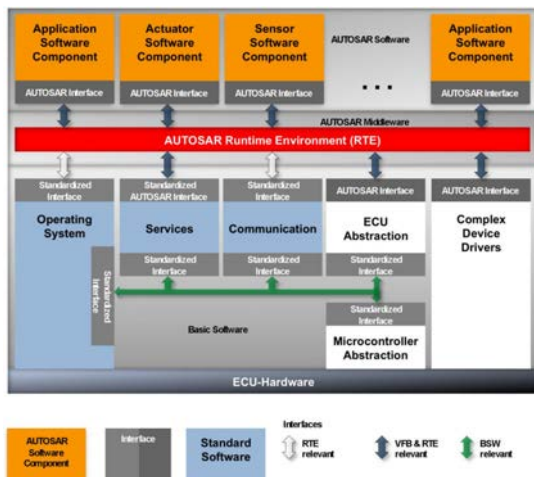 Application
Software
Component
Actuator
Software
Component
Sensor
Software
Component
AUTOSAR Software
Application
Software
Component
AUTOSAR Interface
AUTOSAR Interface
AUTOSAR Interface
...
AUTOSAR Interface
AUTOSAR Middleware
AUTOSAR Runtime Environment (RTE)
Standardized
Interface
Standardized
AUTOSAR Interface
Standardized
Interface
AUTOSAR Interface
AUTOSAR Interface
Operating
System
Services
Communication
ECU
Abstraction
Complex
Device
Drivers
Standardized
Interface
Standardized
Interface
Standardized
Interface
Standardized
Interface
Standardized
Interface
Basic Software
Microcontroller
Abstraction
ECU-Hardware
AUTOSAR
Software
Component
Interface
Standard
Software
Interfaces
RTE
relevant
VFB & RTE
relevant
BSW
relevant